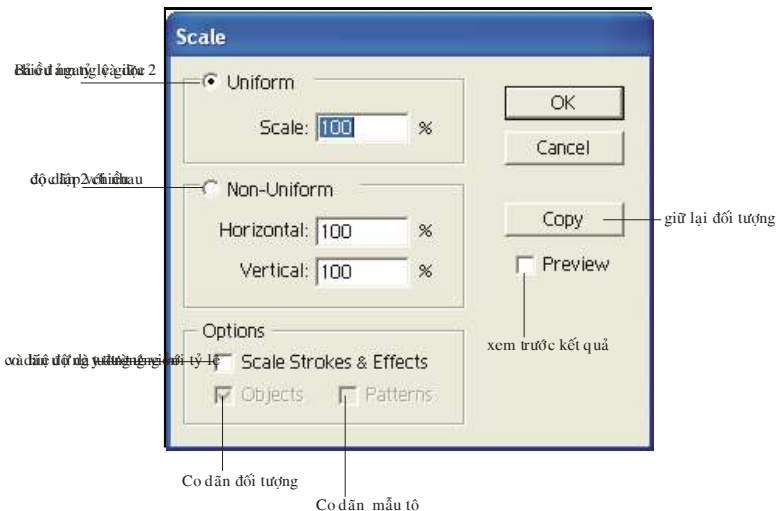 Scale
Uniform
OK
Scale: 100 %
Cancel
Non-Uniform
Copy
giữ lại đối tượng
Horizontal: 100 %
Vertical: 100 %
Preview
xem trước kết quả
Options
Scale Strokes & Effects
Objects
Patterns
Co dãn đối tượng
Co dãn mẫu tô